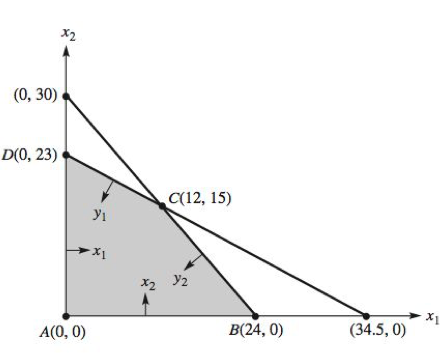 x₂
(0, 30)
D(0, 23)
C(12, 15)
y₁
x₁
x₂ y₂
x₁
A(0, 0) B(24, 0) (34.5, 0)